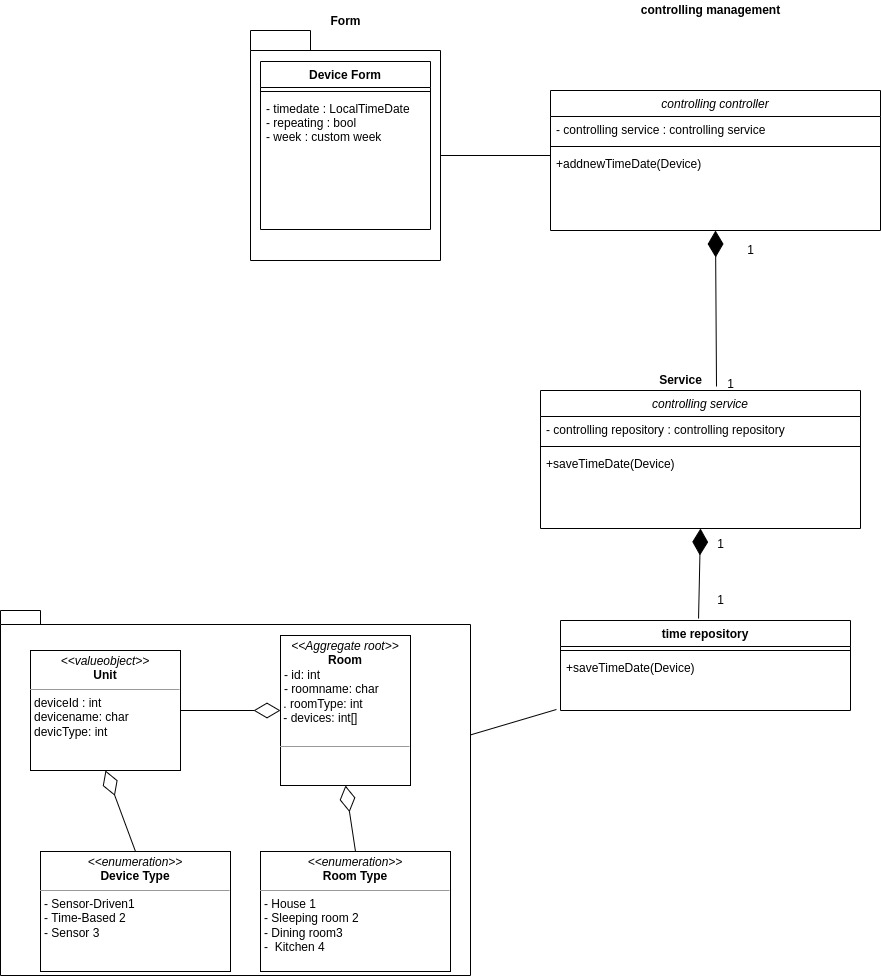 controlling management
Form
Device Form
- timedate : LocalTimeDate
- repeating : bool
- week : custom week
controlling controller
- controlling service : controlling service
+addnewTimeDate(Device)
1
1
Service
controlling service
- controlling repository : controlling repository
+saveTimeDate(Device)
1
1
time repository
+saveTimeDate(Device)
<<valueobject>>
Unit
deviceId : int
devicename: char
devicType: int
<<Aggregate root>>
Room
- id: int
- roomname: char
. roomType: int
- devices: int[]
<<enumeration>>
Device Type
- Sensor-Driven1
- Time-Based 2
- Sensor 3
<<enumeration>>
Room Type
- House 1
- Sleeping room 2
- Dining room3
- Kitchen 4